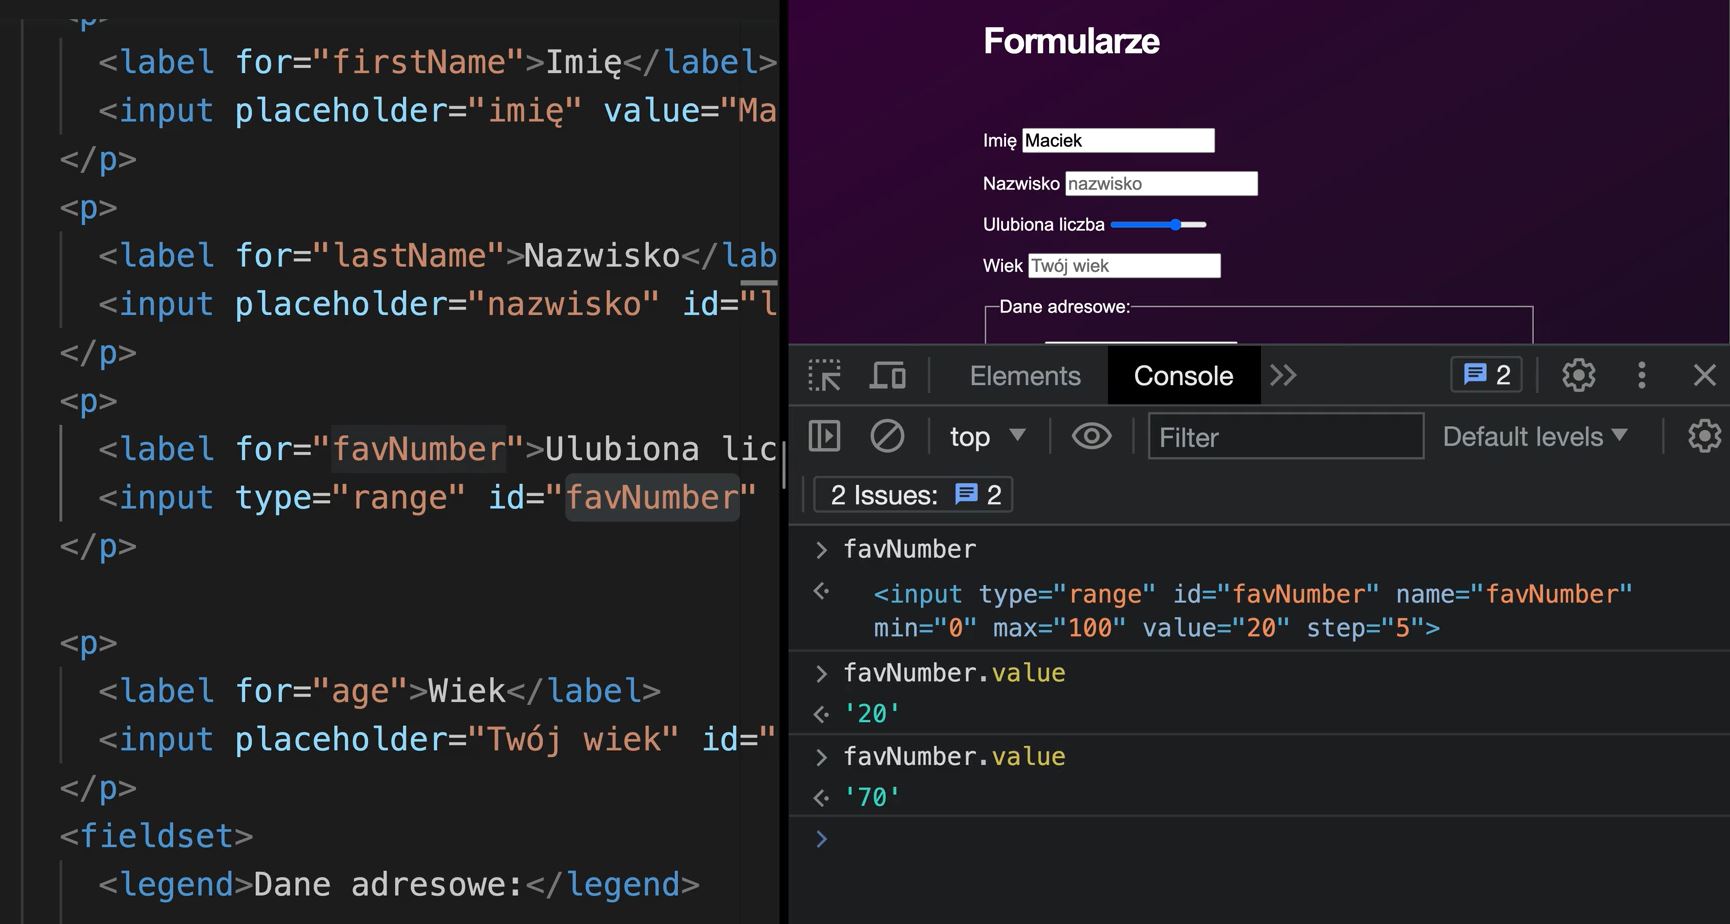 <p>
<label for="firstName">Imię</label>
<input placeholder="imię" value="Ma
</p>
<p>
<label for="lastName">Nazwisko</lab
<input placeholder="nazwisko" id="l
</p>
<p>
<label for="favNumber">Ulubiona lic
<input type="range" id="favNumber"
</p>
<p>
<label for="age">Wiek</label>
<input placeholder="Twój wiek" id="
</p>
<fieldset>
<legend>Dane adresowe:</legend>
Formularze
Imię Maciek
Nazwisko nazwisko
Ulubiona liczba
Wiek Twój wiek
Dane adresowe:
Elements Console 2
top Filter Default levels
2 Issues: 2
favNumber
<input type="range" id="favNumber" name="favNumber"
min="0" max="100" value="20" step="5">
favNumber.value
'20'
favNumber.value
'70'